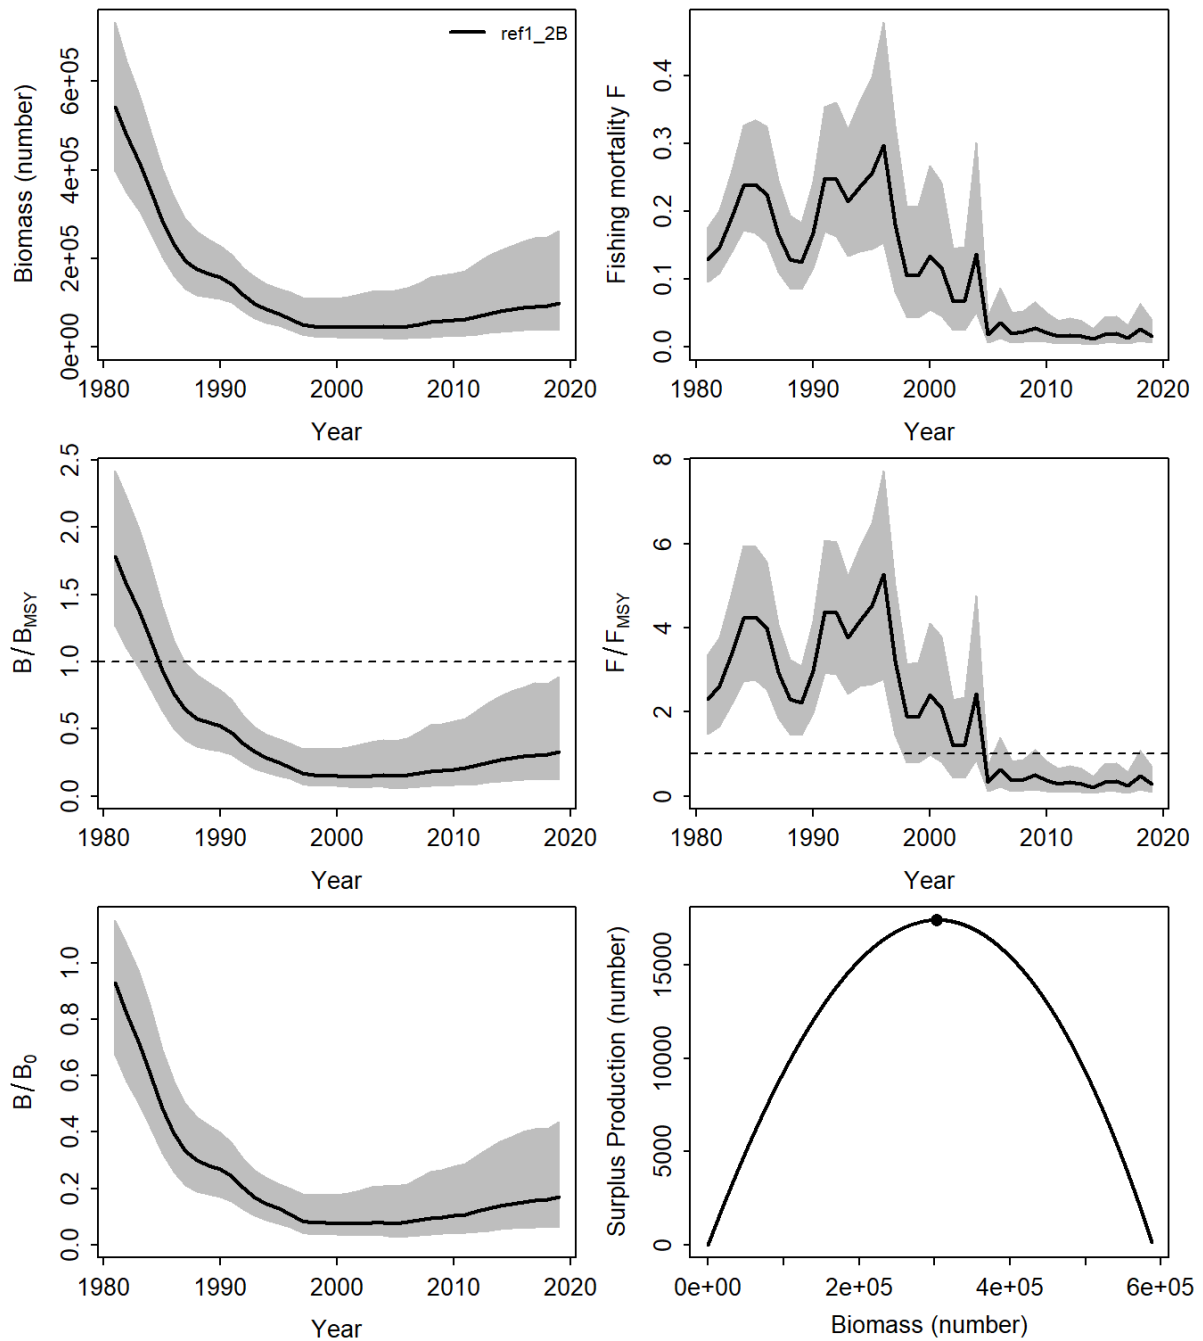 ref1_2B
Biomass (number)
0e+00 2e+05 4e+05 6e+05
1980 1990 2000 2010 2020
Year
Fishing mortality F
0.0 0.1 0.2 0.3 0.4
1980 1990 2000 2010 2020
Year
B/B_MSY
0.0 0.5 1.0 1.5 2.0 2.5
1980 1990 2000 2010 2020
Year
F/F_MSY
0 2 4 6 8
1980 1990 2000 2010 2020
Year
B/B_0
0.0 0.2 0.4 0.6 0.8 1.0
1980 1990 2000 2010 2020
Year
Surplus Production (number)
0 5000 10000 15000
0e+00 2e+05 4e+05 6e+05
Biomass (number)